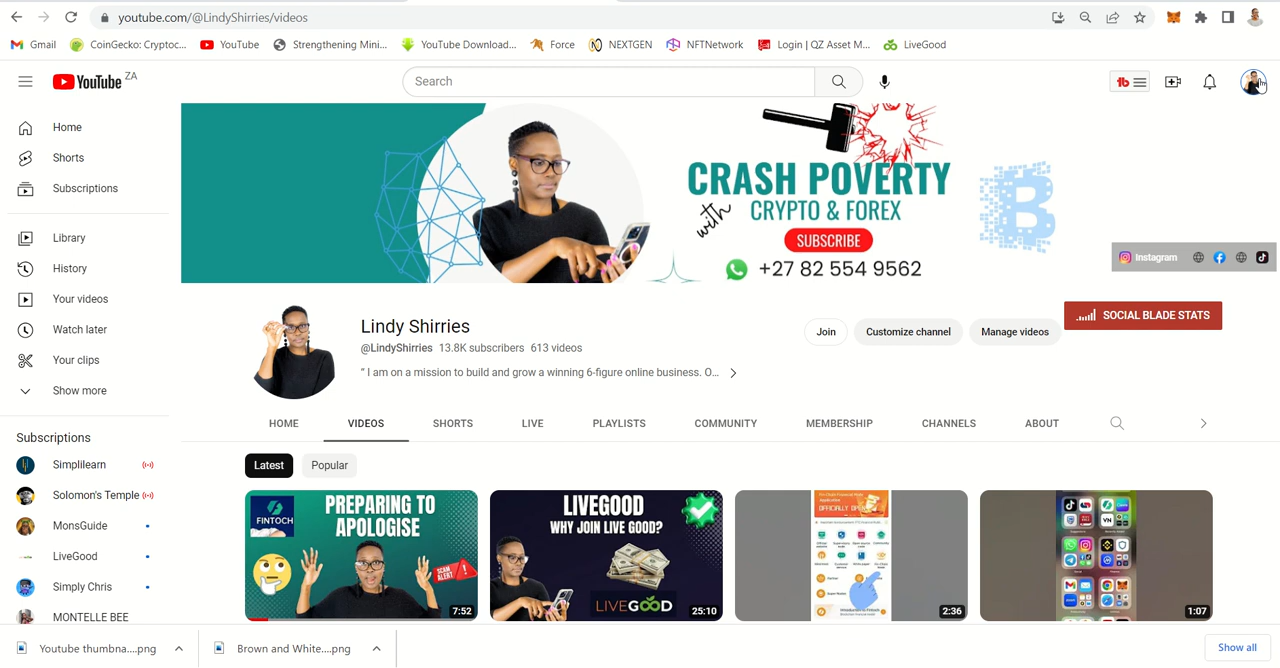 youtube.com/@LindyShirries/videos
Gmail
CoinGecko: Cryptoc...
YouTube
Strengthening Mini...
YouTube Download...
Force
NEXTGEN
NFTNetwork
Login | QZ Asset M...
LiveGood
YouTube ZA
Search
Home
Shorts
Subscriptions
Library
History
Your videos
Watch later
Your clips
Show more
Subscriptions
Simplilearn
Solomon's Temple
MonsGuide
LiveGood
Simply Chris
MONTELLE BEE
CRASH POVERTY
with
CRYPTO & FOREX
SUBSCRIBE
+27 82 554 9562
Instagram
Lindy Shirries
@LindyShirries 13.8K subscribers 613 videos
" I am on a mission to build and grow a winning 6-figure online business. O...
Join
Customize channel
Manage videos
SOCIAL BLADE STATS
HOME
VIDEOS
SHORTS
LIVE
PLAYLISTS
COMMUNITY
MEMBERSHIP
CHANNELS
ABOUT
Latest
Popular
FINTOCH
PREPARING TO
APOLOGISE
SCAM
ALERT
7:52
LIVEGOOD
WHY JOIN LIVE GOOD?
LIVEGOOD
25:10
2:36
1:07
Youtube thumbna....png
Brown and White....png
Show all